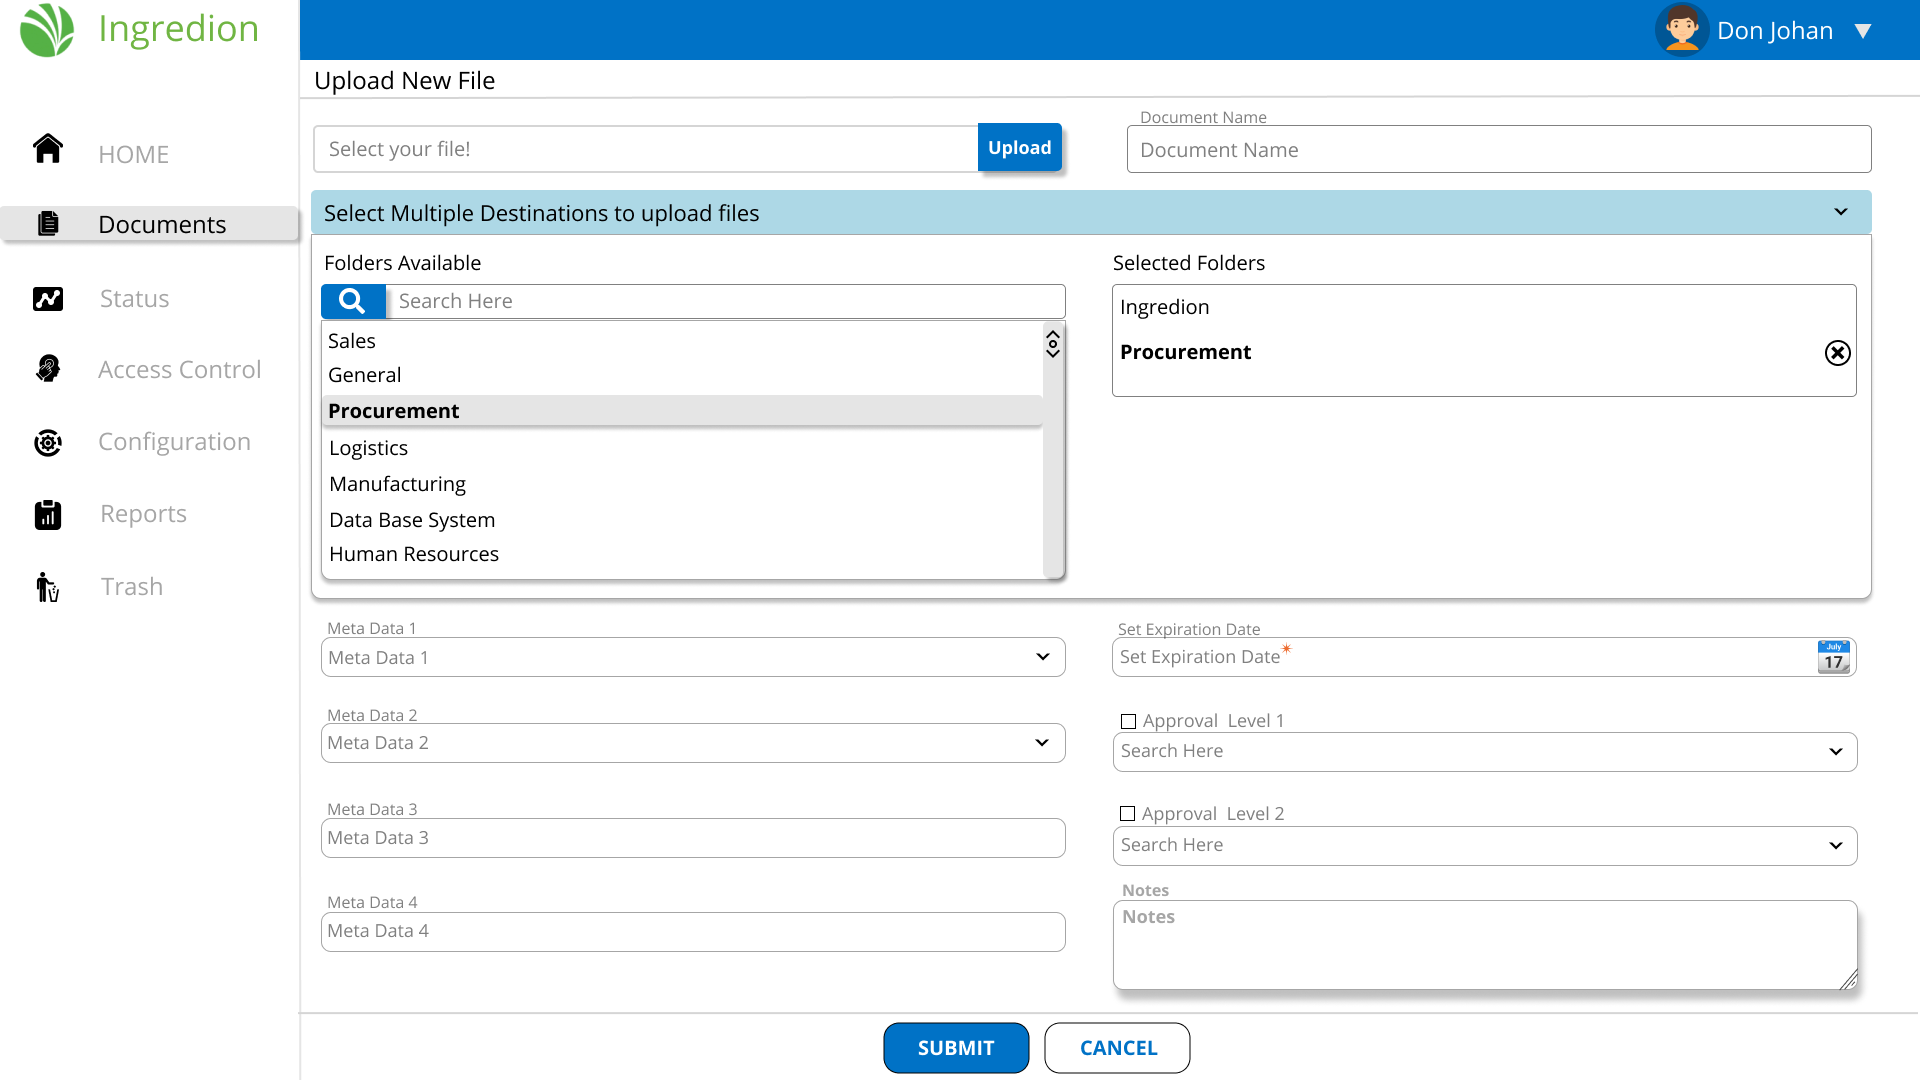 Ingredion
Don Johan
Upload New File
HOME
Documents
Status
Access Control
Configuration
Reports
Trash
Select your file!
Upload
Document Name
Document Name
Select Multiple Destinations to upload files
Folders Available
Search Here
Sales
General
Procurement
Logistics
Manufacturing
Data Base System
Human Resources
Selected Folders
Ingredion
Procurement
Meta Data 1
Meta Data 1
Meta Data 2
Meta Data 2
Meta Data 3
Meta Data 3
Meta Data 4
Meta Data 4
Set Expiration Date
Set Expiration Date*
July
17
Approval Level 1
Search Here
Approval Level 2
Search Here
Notes
Notes
SUBMIT
CANCEL